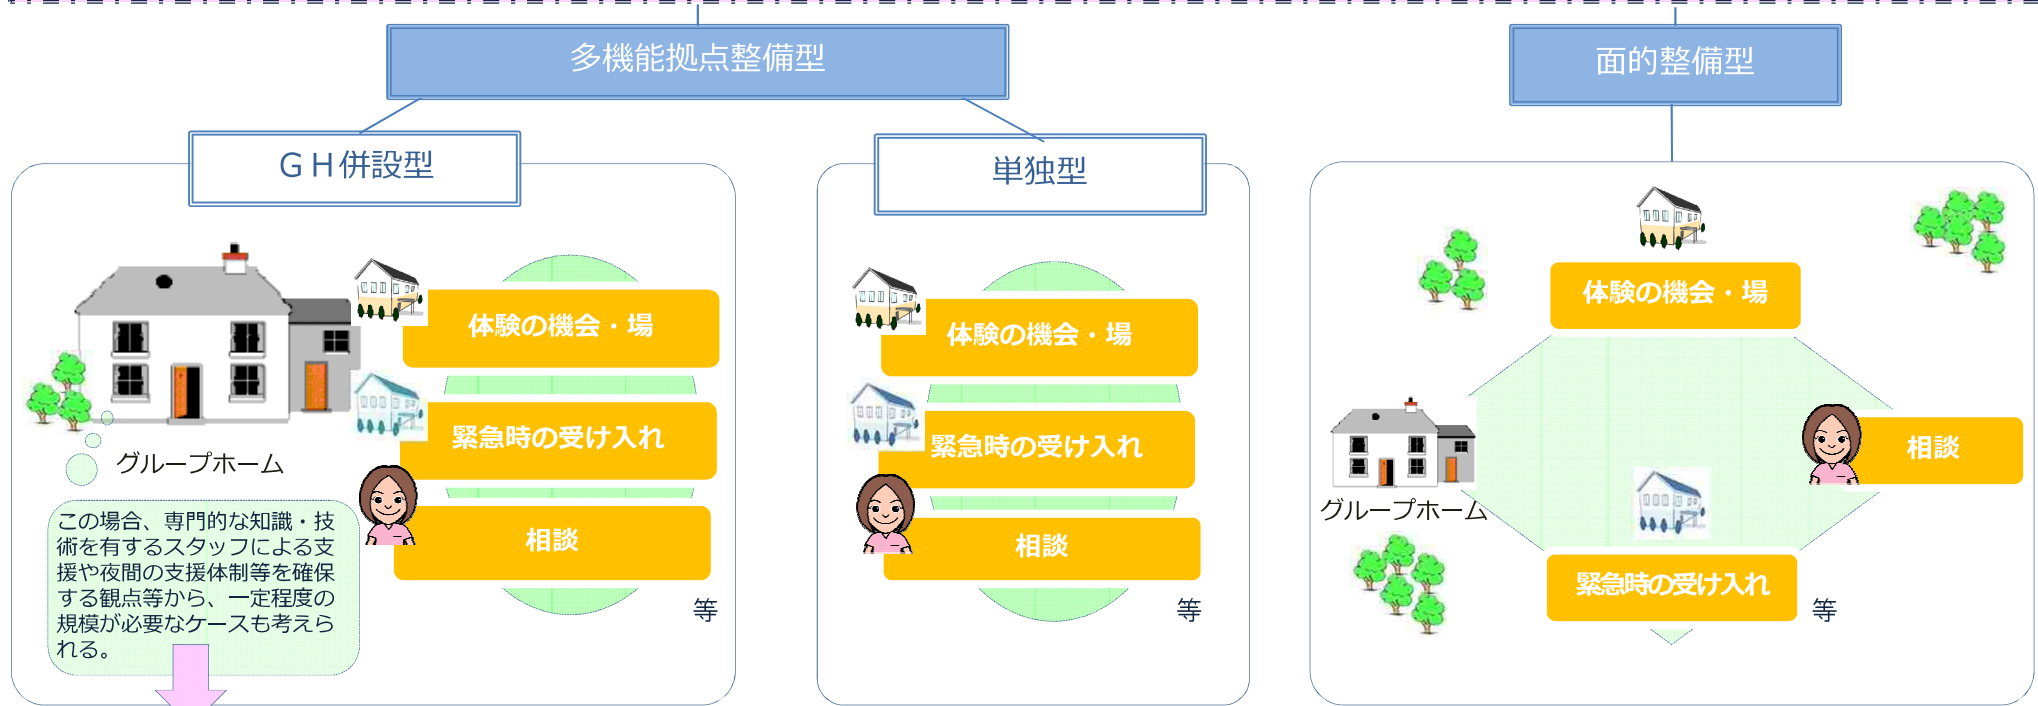 多機能拠点整備型
面的整備型
ＧＨ併設型
単独型
体験の機会・場
緊急時の受け入れ
相談
等
グループホーム
この場合、専門的な知識・技
術を有するスタッフによる支
援や夜間の支援体制等を確保
する観点等から、一定程度の
規模が必要なケースも考えら
れる。
体験の機会・場
緊急時の受け入れ
相談
等
体験の機会・場
相談
グループホーム
緊急時の受け入れ
等